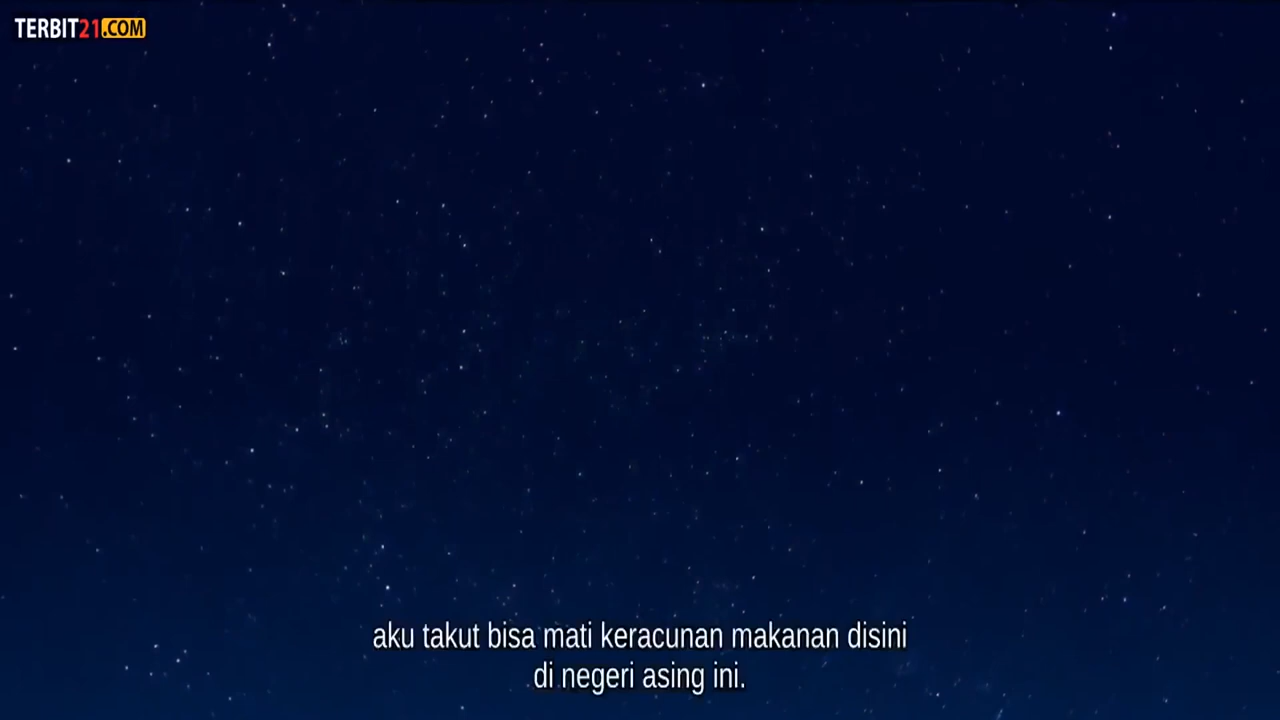 TERBIT21.COM
aku takut bisa mati keracunan makanan disini
di negeri asing ini.